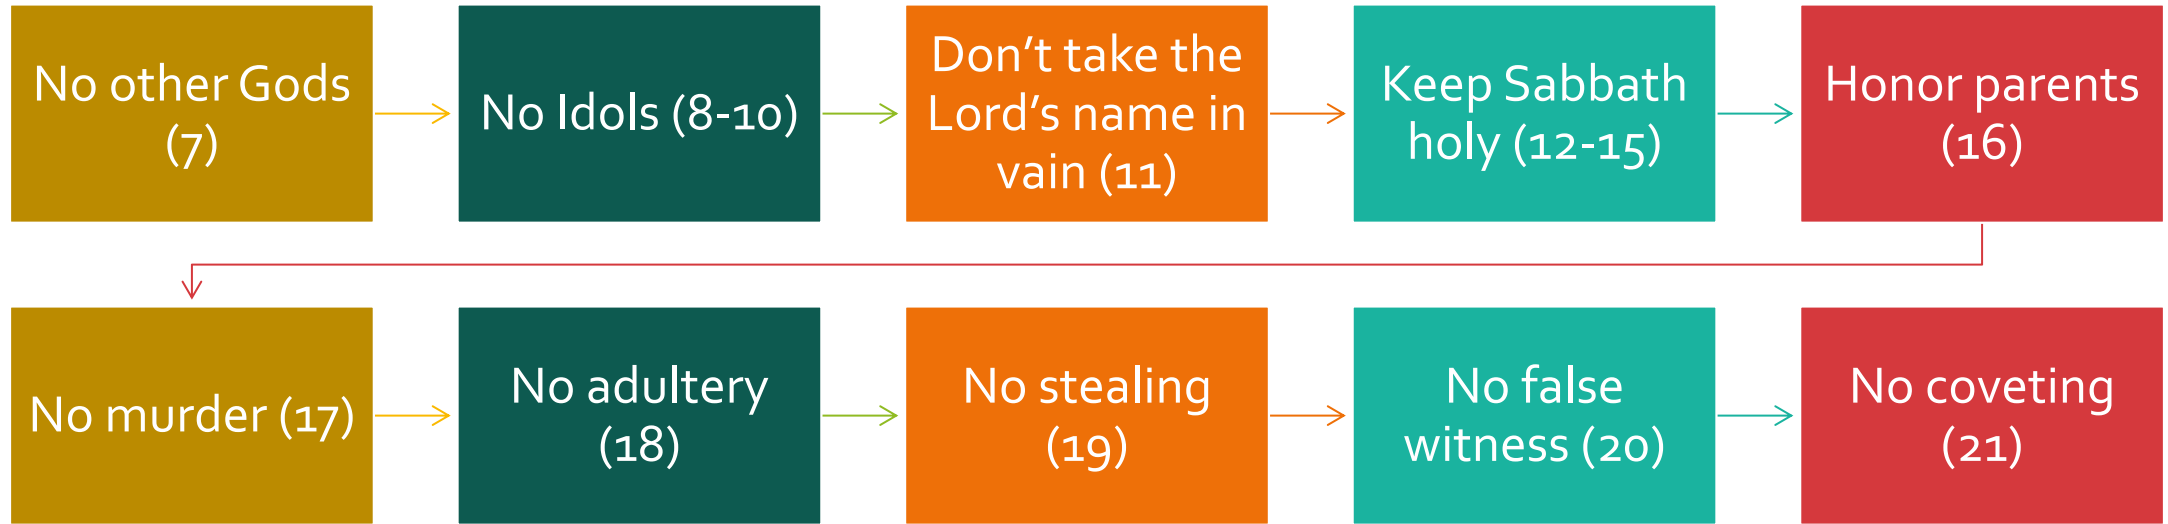 No other Gods
(7)
No Idols (8-10)
Don’t take the
Lord’s name in
vain (11)
Keep Sabbath
holy (12-15)
Honor parents
(16)
No murder (17)
No adultery
(18)
No stealing
(19)
No false
witness (20)
No coveting
(21)